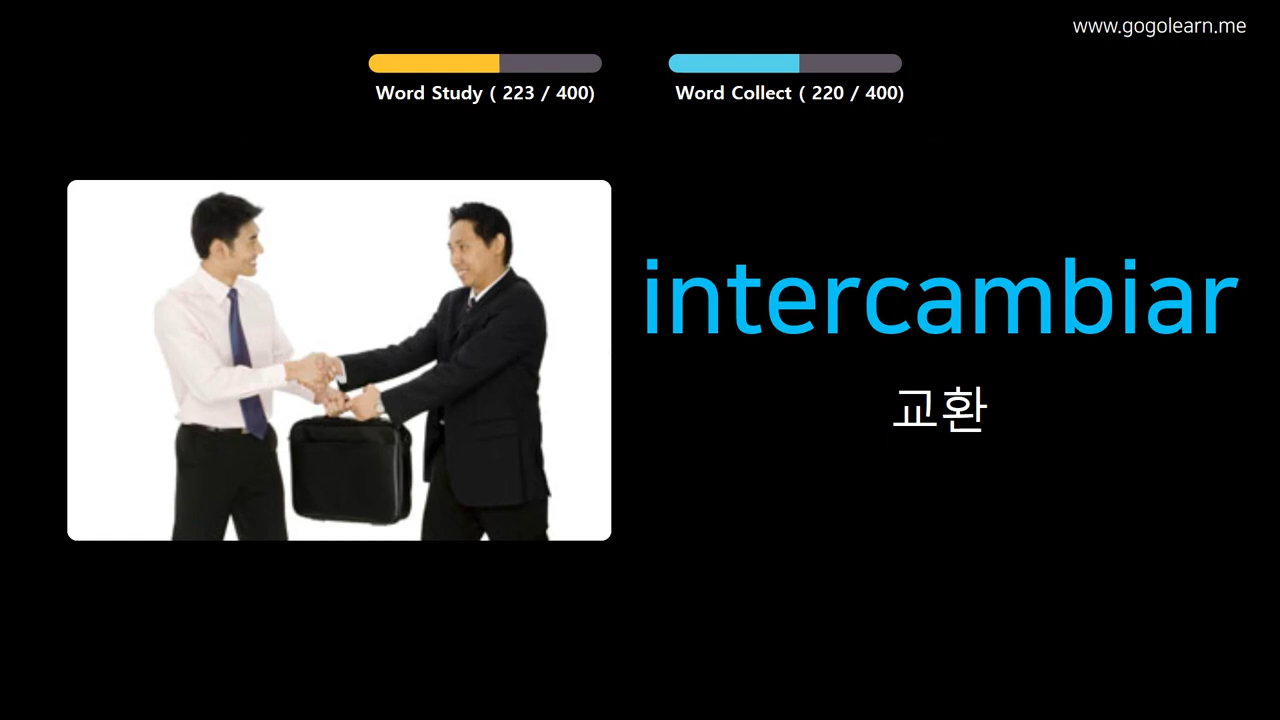 www.gogolearn.me
Word Study ( 223 / 400)
Word Collect ( 220 / 400)
intercambiar
교환